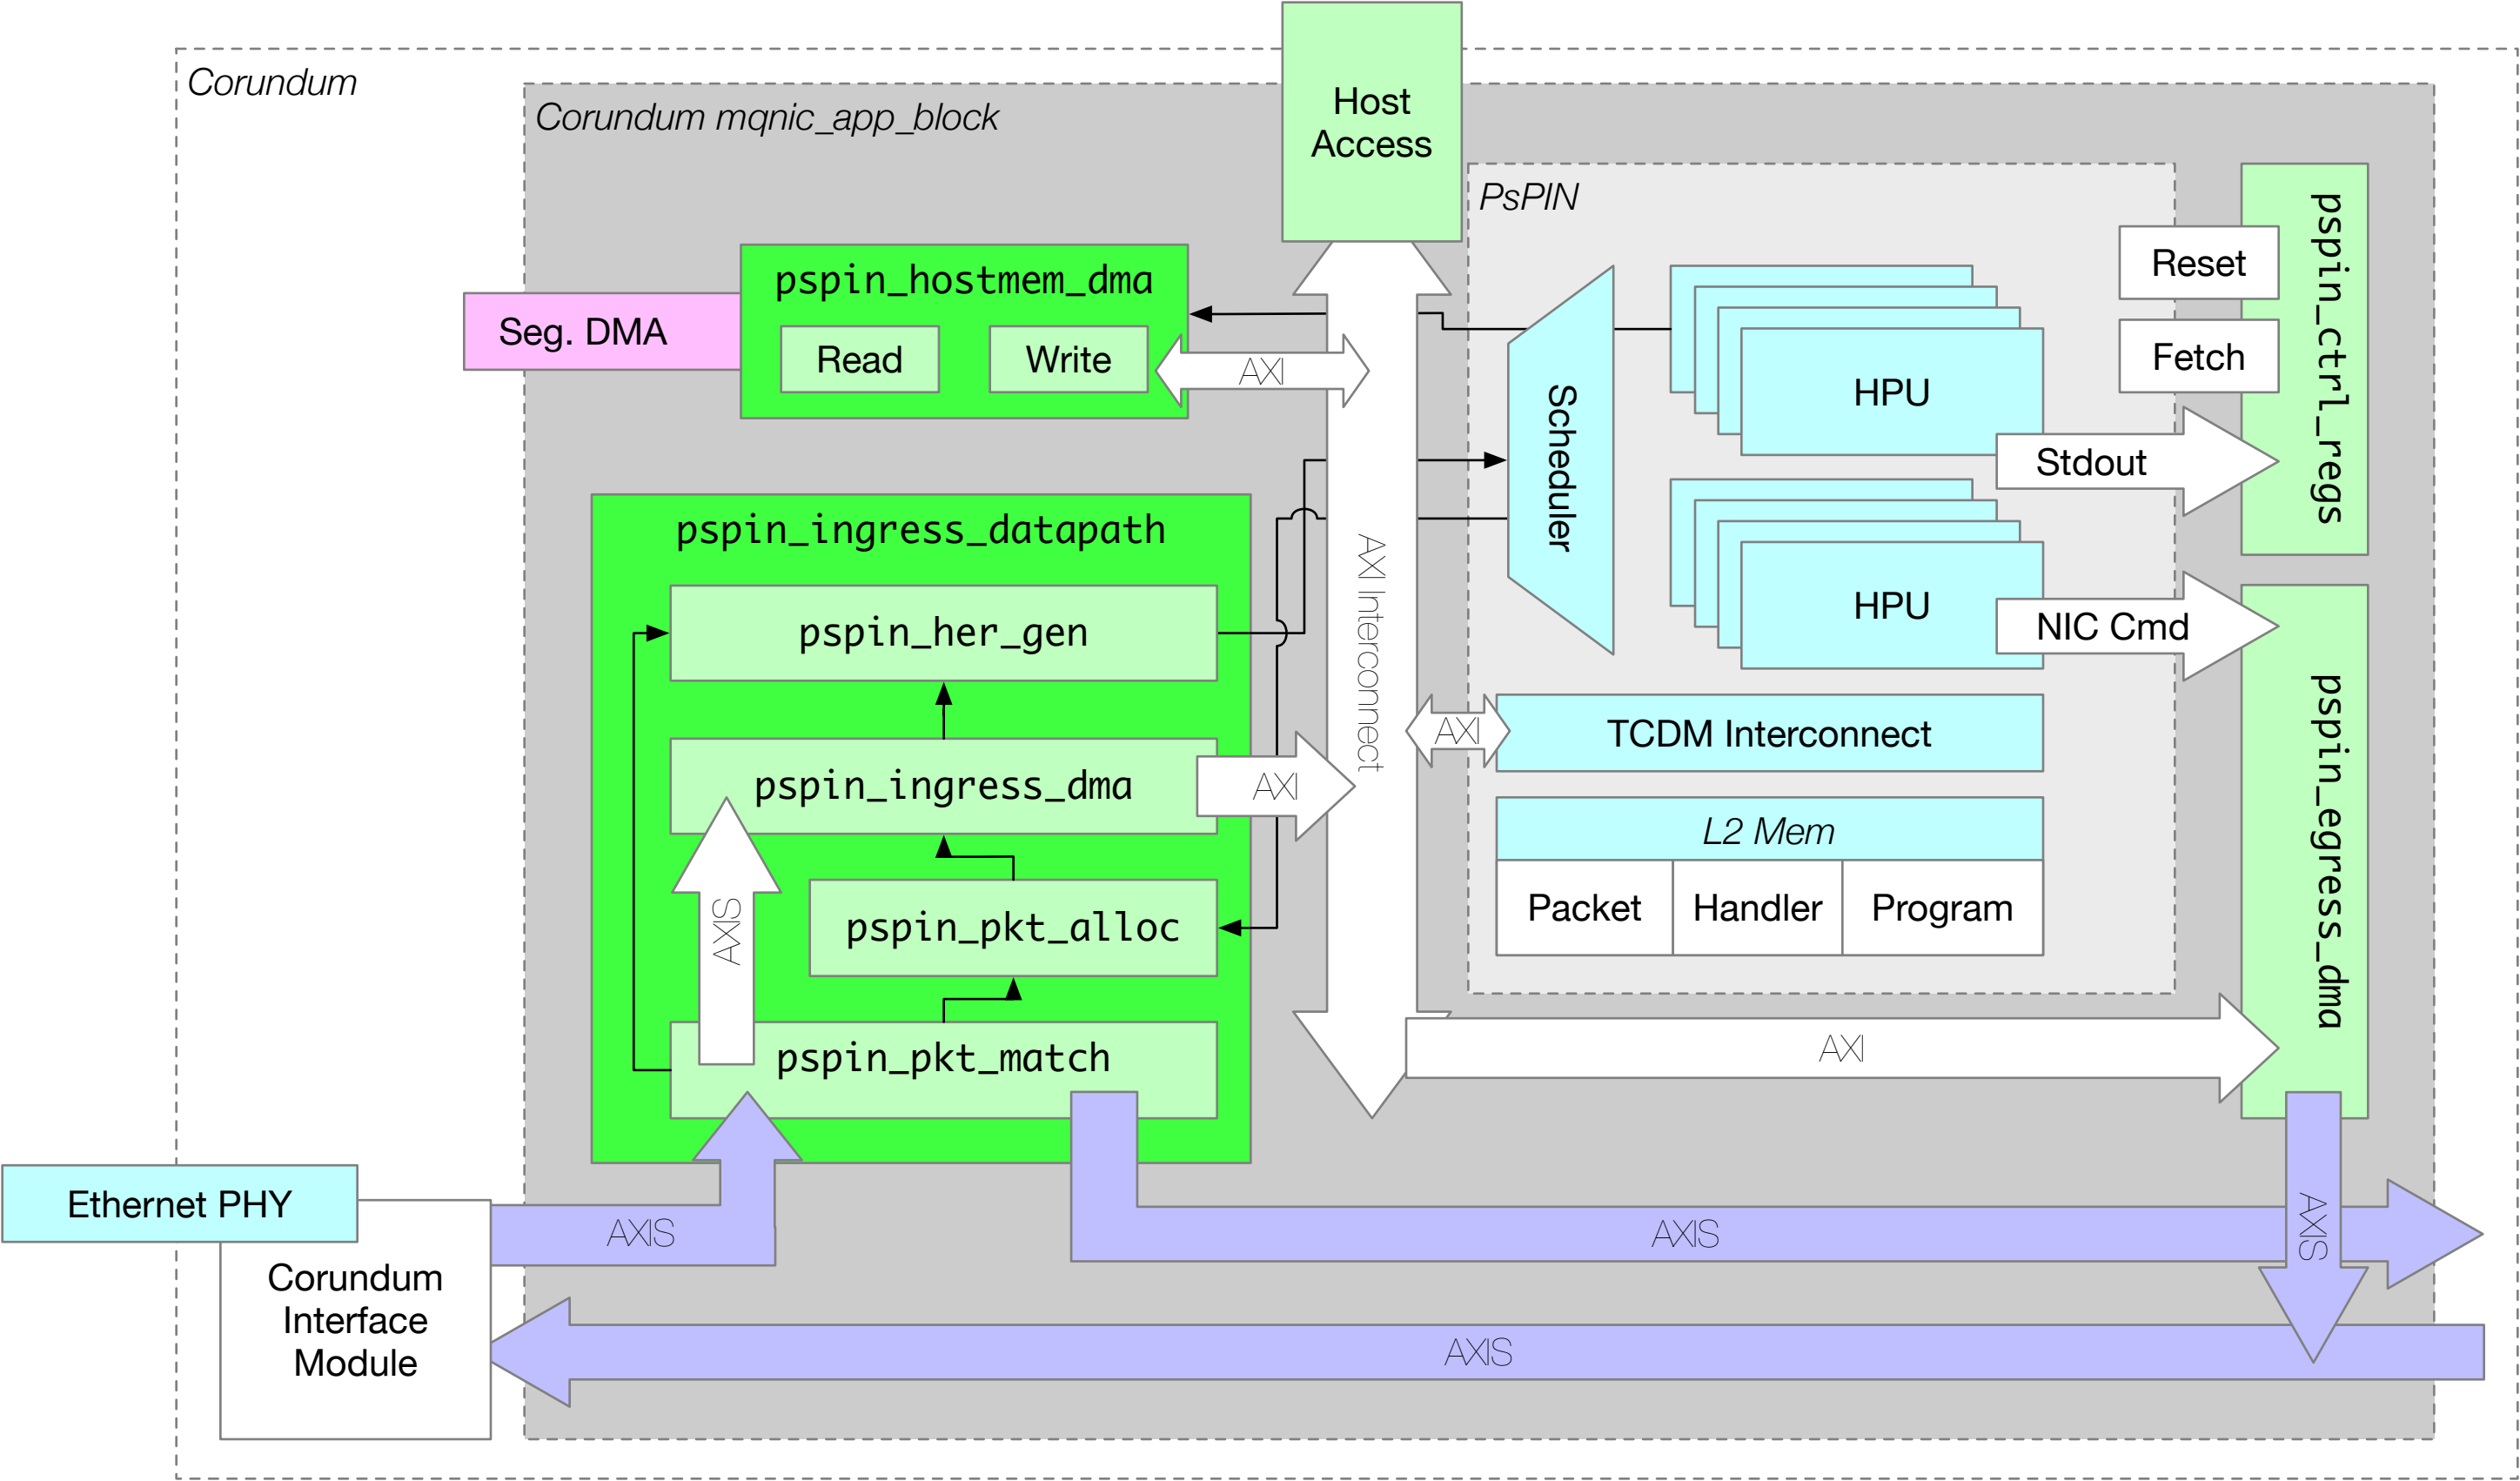 Corundum
Corundum mqnic_app_block
Host
Access
PsPIN
pspin_hostmem_dma
Read
Write
Seg. DMA
AXI
Scheduler
HPU
HPU
Reset
Fetch
Stdout
NIC Cmd
pspin_ctrl_regs
pspin_egress_dma
pspin_ingress_datapath
pspin_her_gen
pspin_ingress_dma
AXI
pspin_pkt_alloc
AXIS
pspin_pkt_match
AXI Interconnect
AXI
TCDM Interconnect
L2 Mem
Packet
Handler
Program
AXI
Ethernet PHY
Corundum
Interface
Module
AXIS
AXIS
AXIS
AXIS